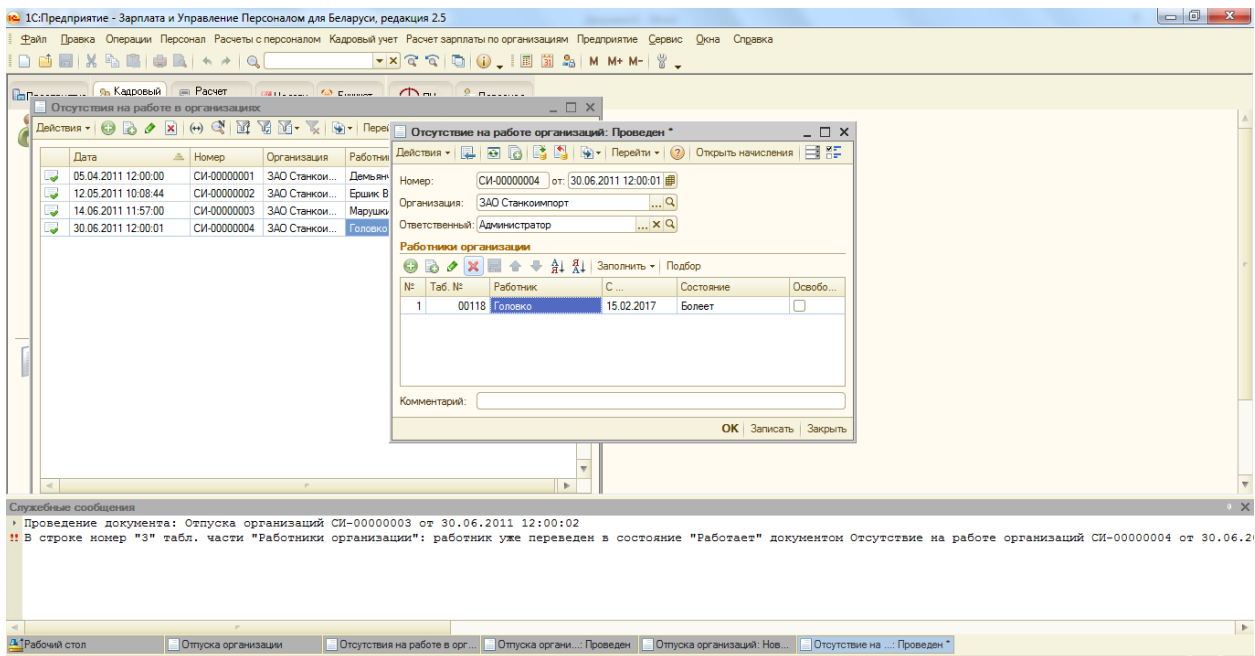 1С:Предприятие - Зарплата и Управление Персоналом для Беларуси, редакция 2.5
Файл Правка Операции Персонал Расчеты с персоналом Кадровый учет Расчет зарплаты по организациям Предприятие Сервис Окна Справка
M M+ M-
Кадровый Расчет
Отсутствия на работе в организациях
Действия Перей
Дата Номер Организация Работни
05.04.2011 12:00:00 СИ-00000001 ЗАО Станкои... Демьянч
12.05.2011 10:08:44 СИ-00000002 ЗАО Станкои... Ершик В
14.06.2011 11:57:00 СИ-00000003 ЗАО Станкои... Марушки
30.06.2011 12:00:01 СИ-00000004 ЗАО Станкои... Головко
Отсутствие на работе организаций: Проведен *
Действия Перейти Открыть начисления
Номер: СИ-00000004 от: 30.06.2011 12:00:01
Организация: ЗАО Станкоимпорт ...
Ответственный: Администратор ... x
Работники организации
Заполнить Подбор
№ Таб. № Работник С ... Состояние Освобо...
1 00118 Головко 15.02.2017 Болеет
Комментарий:
OK Записать Закрыть
Служебные сообщения
Проведение документа: Отпуска организаций СИ-00000003 от 30.06.2011 12:00:02
!! В строке номер "3" табл. части "Работники организации": работник уже переведен в состояние "Работает" документом Отсутствие на работе организаций СИ-00000004 от 30.06.2
Рабочий стол Отпуска организации Отсутствия на работе в орг... Отпуска органи...: Проведен Отпуска организаций: Нов... Отсутствие на ...: Проведен *